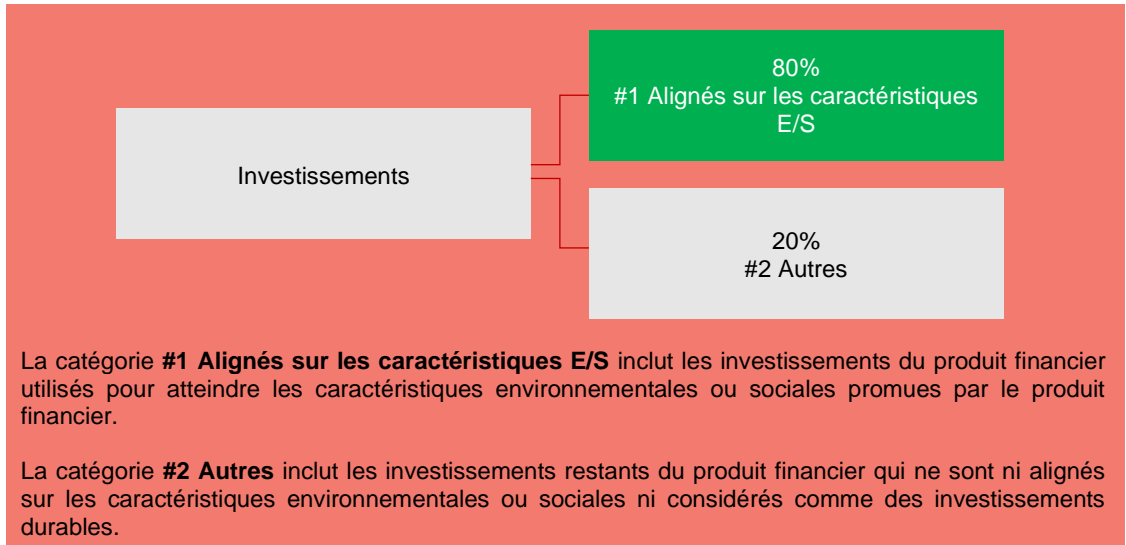 80%
#1 Alignés sur les caractéristiques
E/S
Investissements
20%
#2 Autres
La catégorie #1 Alignés sur les caractéristiques E/S inclut les investissements du produit financier
utilisés pour atteindre les caractéristiques environnementales ou sociales promues par le produit
financier.
La catégorie #2 Autres inclut les investissements restants du produit financier qui ne sont ni alignés
sur les caractéristiques environnementales ou sociales ni considérés comme des investissements
durables.